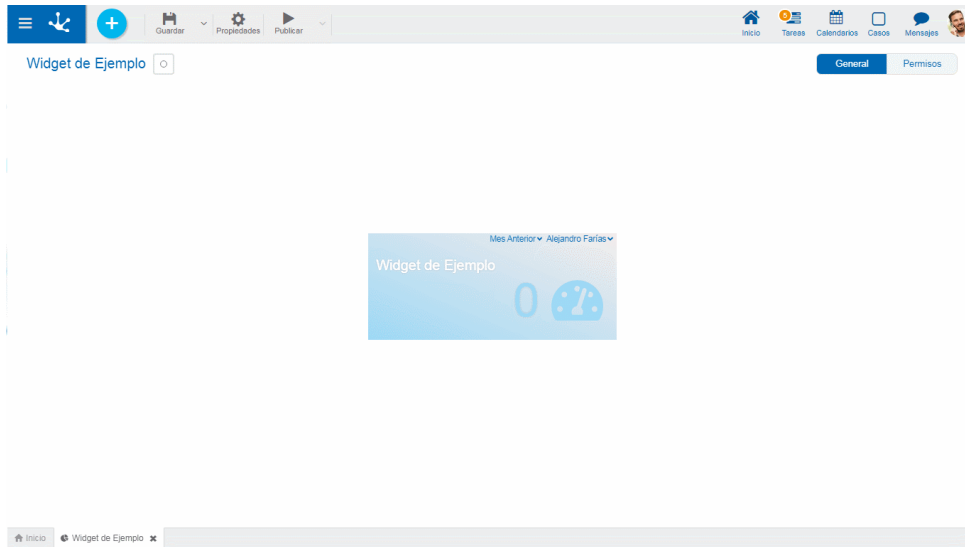 Guardar Propiedades Publicar Inicio 5 Tareas Calendarios Casos Mensajes
Widget de Ejemplo General Permisos
Mes Anterior Alejandro Farías
Widget de Ejemplo
0
Inicio Widget de Ejemplo